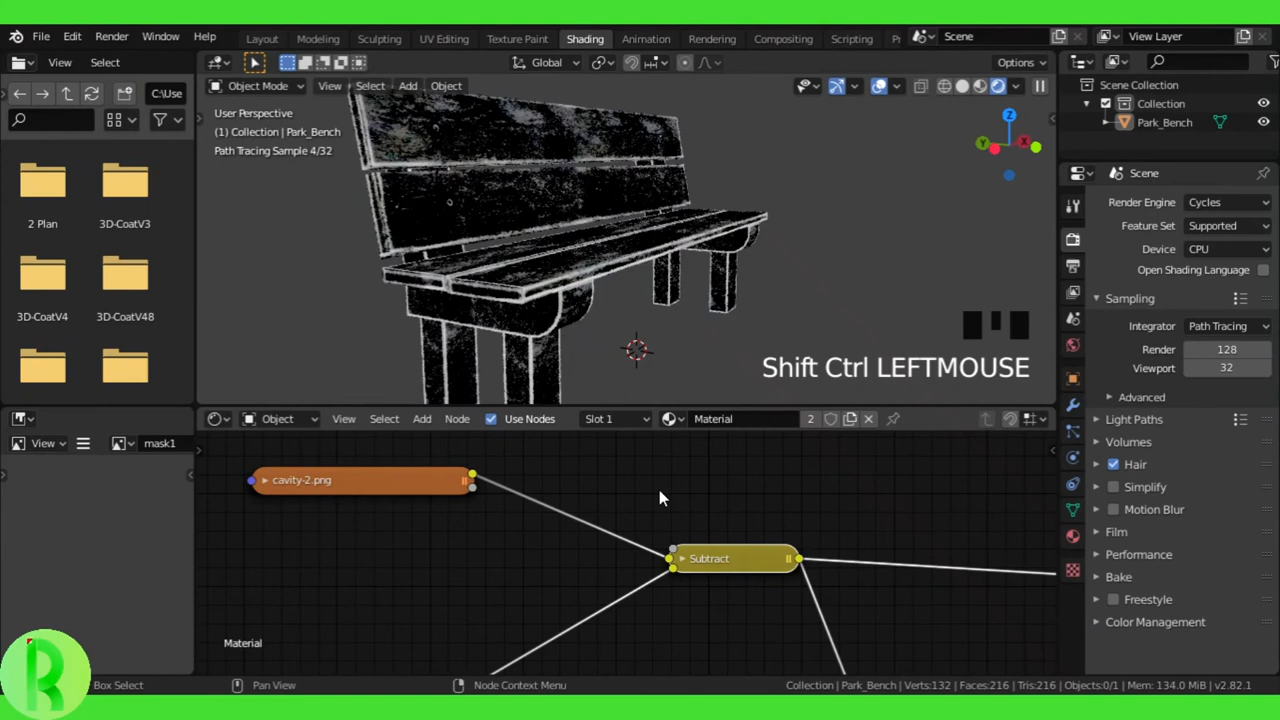 File Edit Render Window Help
Layout Modeling Sculpting UV Editing Texture Paint Shading Animation Rendering Compositing Scripting
Scene View Layer
View Select
Global Options
C:\Use
Object Mode View Select Add Object
User Perspective
(1) Collection | Park_Bench
Path Tracing Sample 4/32
Z
Y
X
2 Plan 3D-CoatV3
3D-CoatV4 3D-CoatV48
Shift Ctrl LEFTMOUSE
Scene Collection
Collection
Park_Bench
Scene
Render Engine Cycles
Feature Set Supported
Device CPU
Open Shading Language
Sampling
Integrator Path Tracing
Render 128
Viewport 32
Advanced
Light Paths
Volumes
Hair
Simplify
Motion Blur
Film
Performance
Bake
Freestyle
Color Management
Object View Select Add Node Use Nodes Slot 1 Material 2
View mask1
cavity-2.png
Subtract
Material
R
Box Select Pan View Node Context Menu Collection | Park_Bench | Verts:132 | Faces:216 | Tris:216 | Objects:0/1 | Mem: 134.0 MiB | v2.82.1